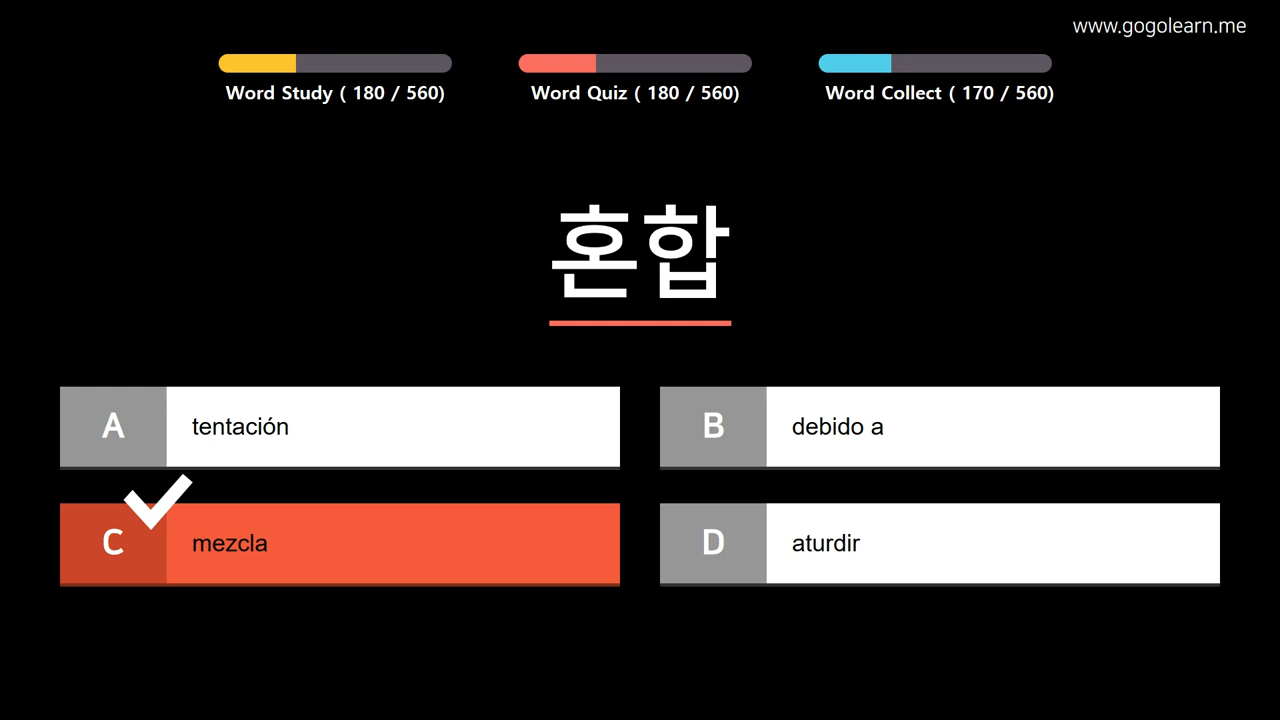 www.gogolearn.me
Word Study ( 180 / 560)
Word Quiz ( 180 / 560)
Word Collect ( 170 / 560)
혼합
A
tentación
B
debido a
C
mezcla
D
aturdir